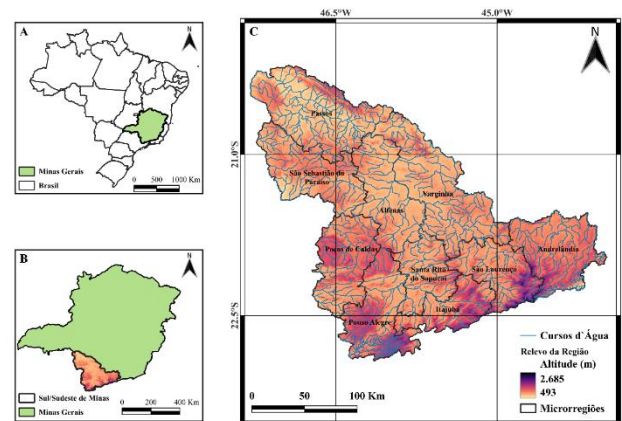 A
N
Minas Gerais
Brasil
0 500 1000 Km
B
N
Sul/Sudeste de Minas
Minas Gerais
0 200 400 Km
46.5°W
45.0°W
C
N
21.0°S
22.5°S
Passos
São Sebastião do
Paraíso
Varginha
Alfenas
Poços de Caldas
Andrelândia
Santa Rita
do Sapucaí
São Lourenço
Itajubá
Pouso Alegre
Cursos d`Água
Relevo da Região
Altitude (m)
2.685
493
Microrregiões
0 50 100 Km